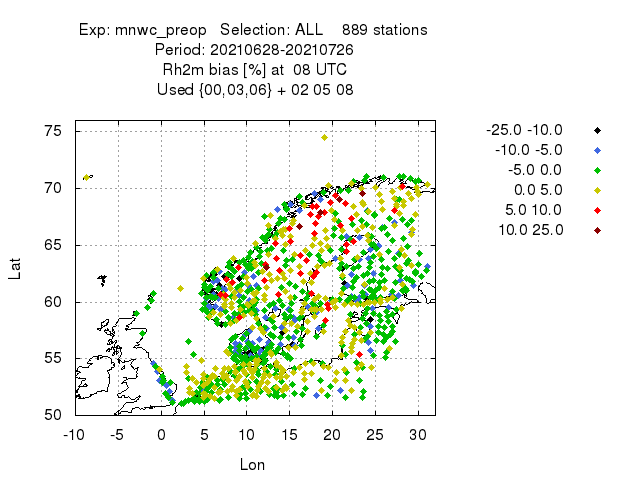 Exp: mnwc_preop Selection: ALL 889 stations
Period: 20210628-20210726
Rh2m bias [%] at 08 UTC
Used {00,03,06} + 02 05 08
-25.0 -10.0
-10.0 -5.0
-5.0 0.0
0.0 5.0
5.0 10.0
10.0 25.0
75
70
65
60
55
50
Lat
-10 -5 0 5 10 15 20 25 30
Lon